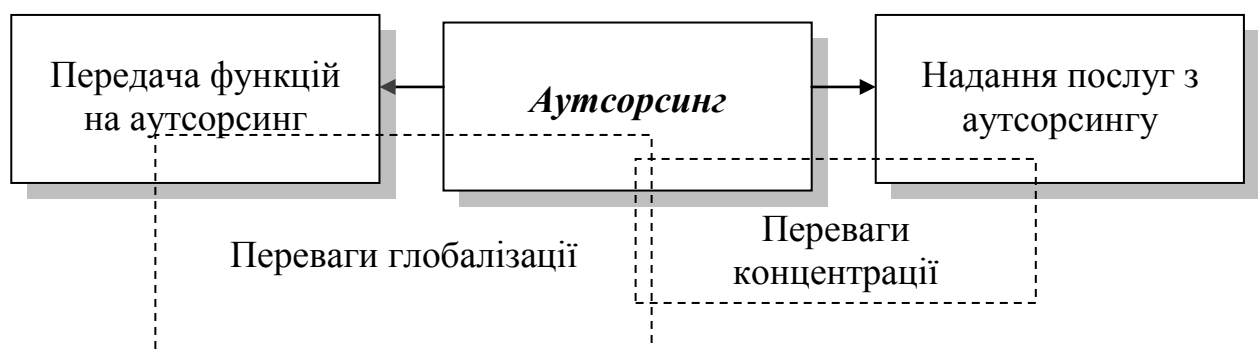 Передача функцій
на аутсорсинг
Аутсорсинг
Надання послуг з
аутсорсингу
Переваги глобалізації
Переваги
концентрації